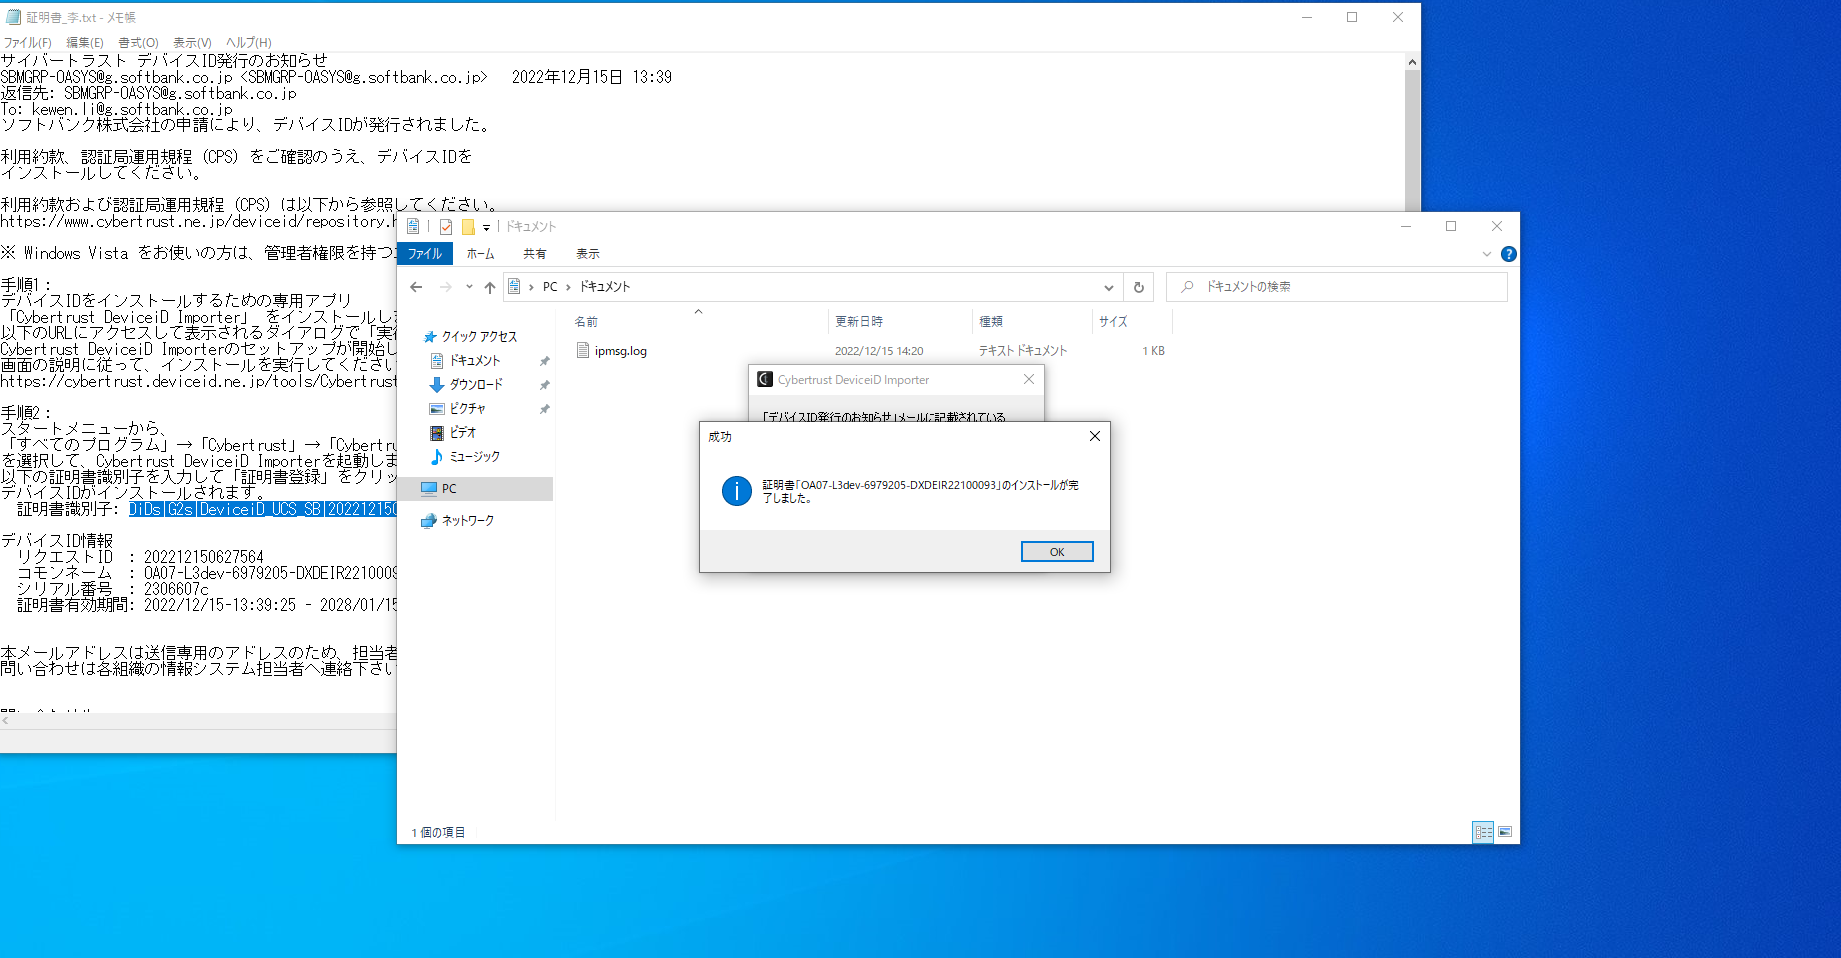 証明書_李.txt - メモ帳
ファイル(F) 編集(E) 書式(O) 表示(V) ヘルプ(H)
サイバートラスト デバイスID発行のお知らせ
SBMGRP-OASYS@g.softbank.co.jp <SBMGRP-OASYS@g.softbank.co.jp> 2022年12月15日 13:39
返信先: SBMGRP-OASYS@g.softbank.co.jp
To: kewen.li@g.softbank.co.jp
ソフトバンク株式会社の申請により、デバイスIDが発行されました。
利用約款、認証局運用規程 (CPS) をご確認のうえ、デバイスIDを
インストールしてください。
利用約款および認証局運用規程 (CPS) は以下から参照してください。
https://www.cybertrust.ne.jp/deviceid/repository.h
※ Windows Vista をお使いの方は、管理者権限を持つ
手順1:
デバイスIDをインストールするための専用アプリ
「Cybertrust DeviceiD Importer」 をインストールし
以下のURLにアクセスして表示されるダイアログで「実行
Cybertrust DeviceiD Importerのセットアップが開始し
画面の説明に従って、インストールを実行してください
https://cybertrust.deviceid.ne.jp/tools/Cybertrust
手順2:
スタートメニューから、
「すべてのプログラム」→「Cybertrust」→「Cybertru
を選択して、Cybertrust DeviceiD Importerを起動しま
以下の証明書識別子を入力して「証明書登録」をクリッ
デバイスIDがインストールされます。
証明書識別子: DiDs|G2s|DeviceiD_UCS_SB|202212150
デバイスID情報
リクエストID : 202212150627564
コモンネーム : OA07-L3dev-6979205-DXDEIR2210009
シリアル番号 : 2306607c
証明書有効期間: 2022/12/15-13:39:25 - 2028/01/15
本メールアドレスは送信専用のアドレスのため、担当者
問い合わせは各組織の情報システム担当者へ連絡下さい
ドキュメント
ファイル ホーム 共有 表示
PC ドキュメント
ドキュメントの検索
名前 更新日時 種類 サイズ
ipmsg.log 2022/12/15 14:20 テキスト ドキュメント 1 KB
クイック アクセス
ドキュメント
ダウンロード
ピクチャ
ビデオ
ミュージック
PC
ネットワーク
1 個の項目
Cybertrust DeviceiD Importer
「デバイスID発行のお知らせ」メールに記載されている
成功
証明書「OA07-L3dev-6979205-DXDEIR22100093」のインストールが完
了しました。
OK